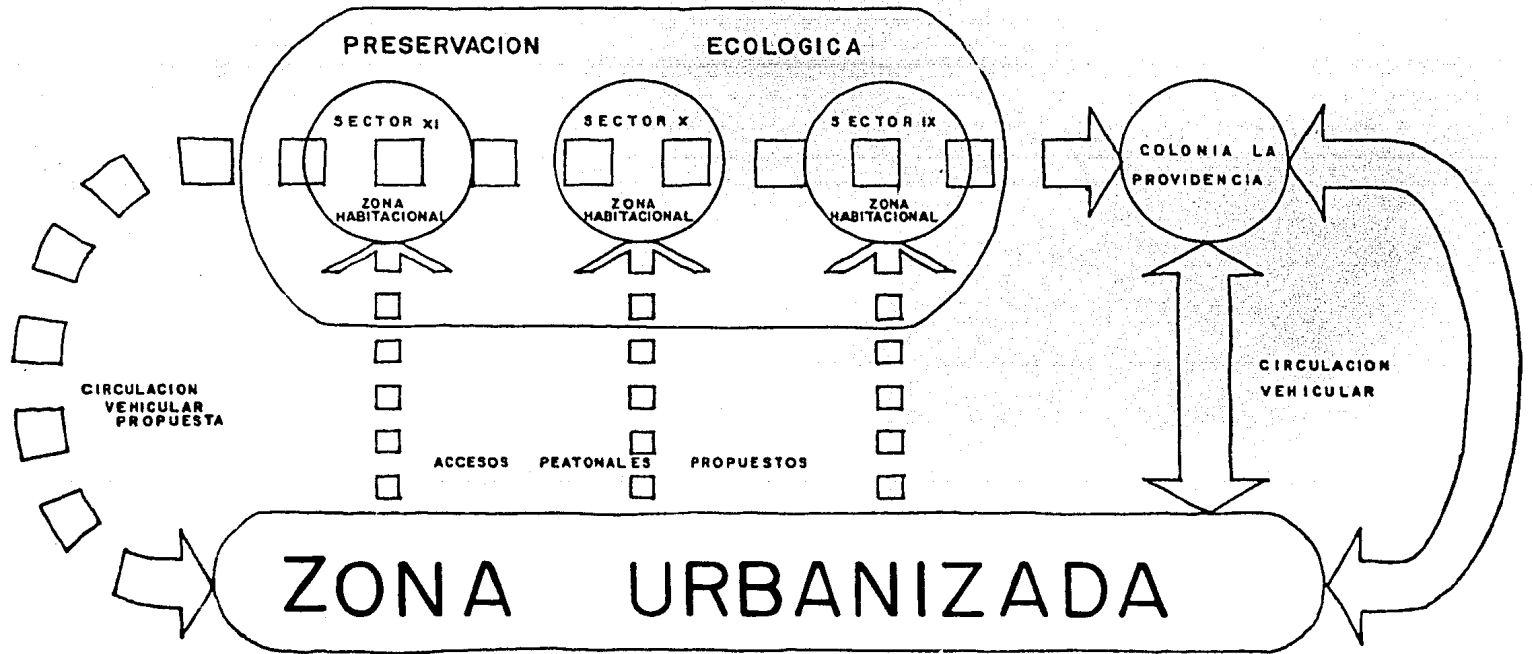 PRESERVACION ECOLOGICA
SECTOR XI
ZONA
HABITACIONAL
SECTOR X
ZONA
HABITACIONAL
SECTOR IX
ZONA
HABITACIONAL
COLONIA LA
PROVIDENCIA
CIRCULACION
VEHICULAR
PROPUESTA
CIRCULACION
VEHICULAR
ACCESOS PEATONALES PROPUESTOS
ZONA URBANIZADA